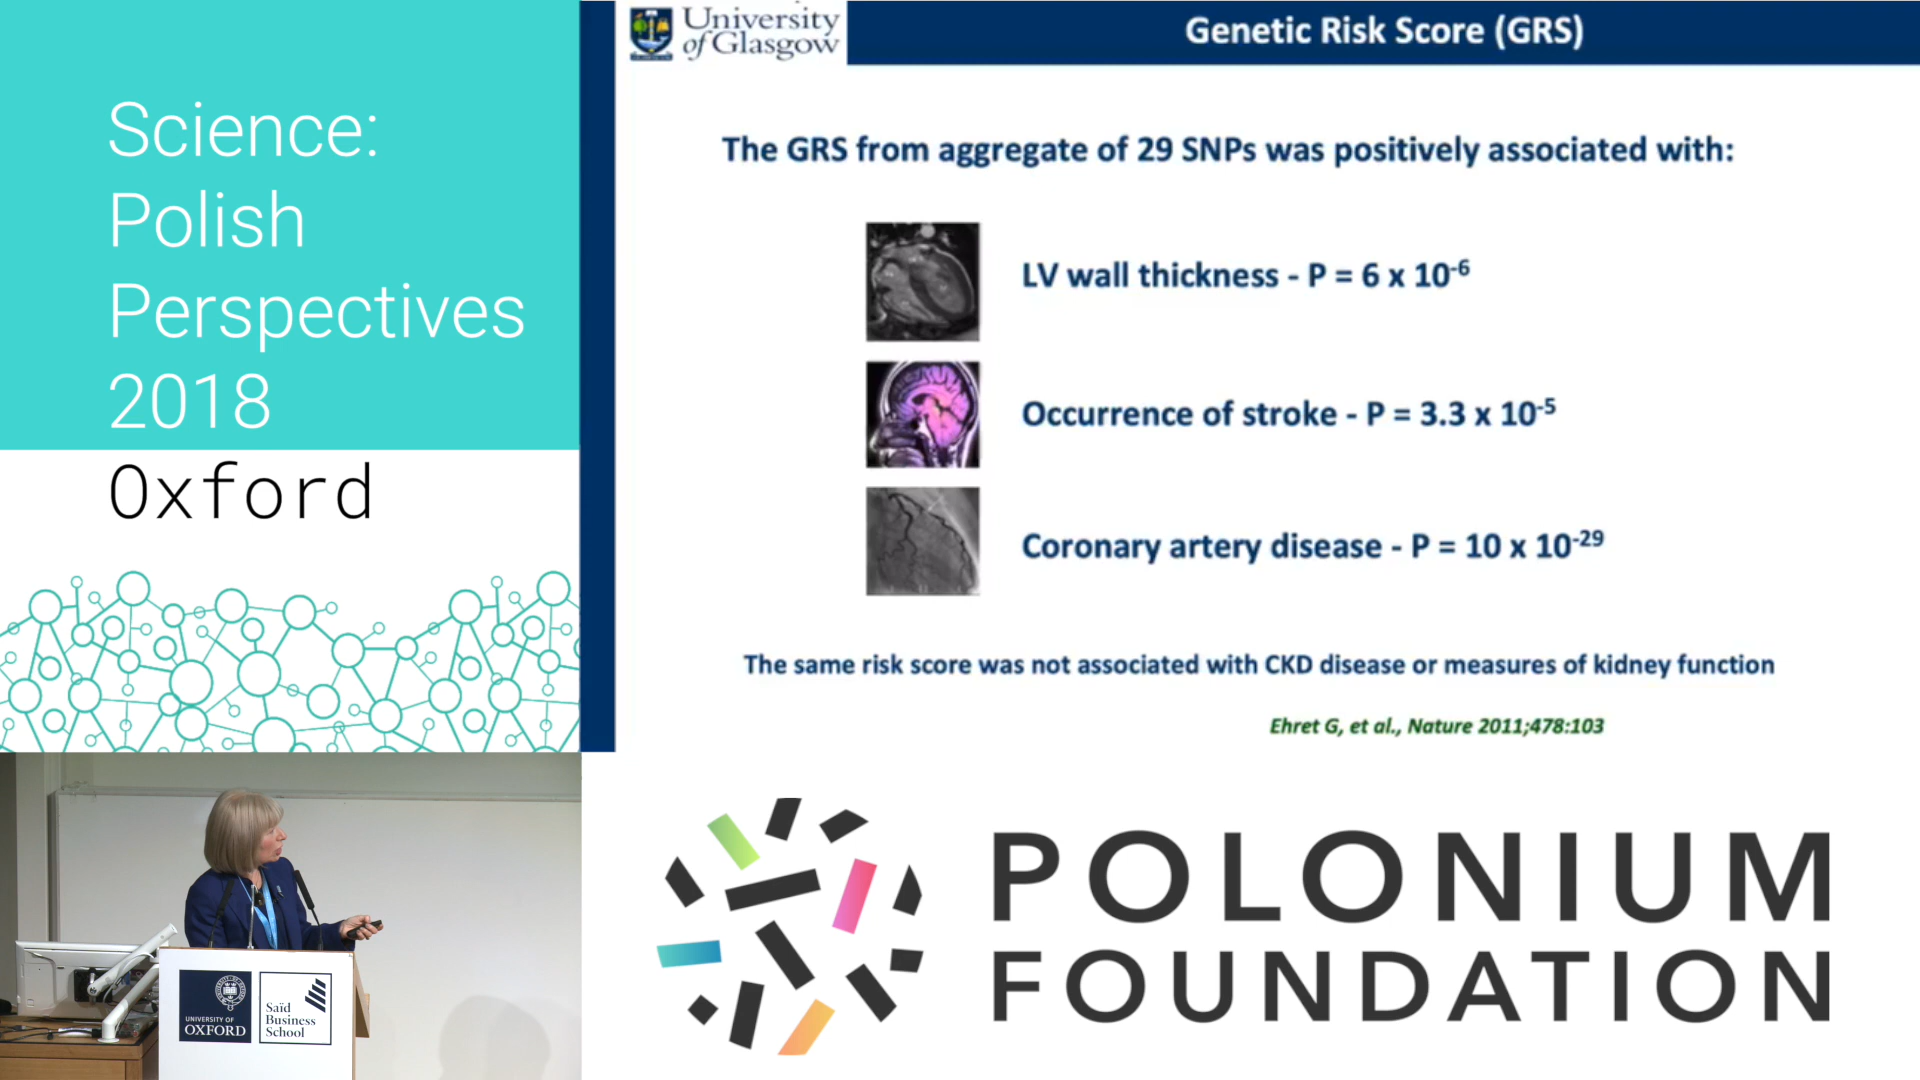 Science:
Polish
Perspectives
2018
Oxford
University
of Glasgow
Genetic Risk Score (GRS)
The GRS from aggregate of 29 SNPs was positively associated with:
LV wall thickness - P = 6 x 10⁻⁶
Occurrence of stroke - P = 3.3 x 10⁻⁵
Coronary artery disease - P = 10 x 10⁻²⁹
The same risk score was not associated with CKD disease or measures of kidney function
Ehret G, et al., Nature 2011;478:103
UNIVERSITY OF
OXFORD
Saïd
Business
School
POLONIUM
FOUNDATION